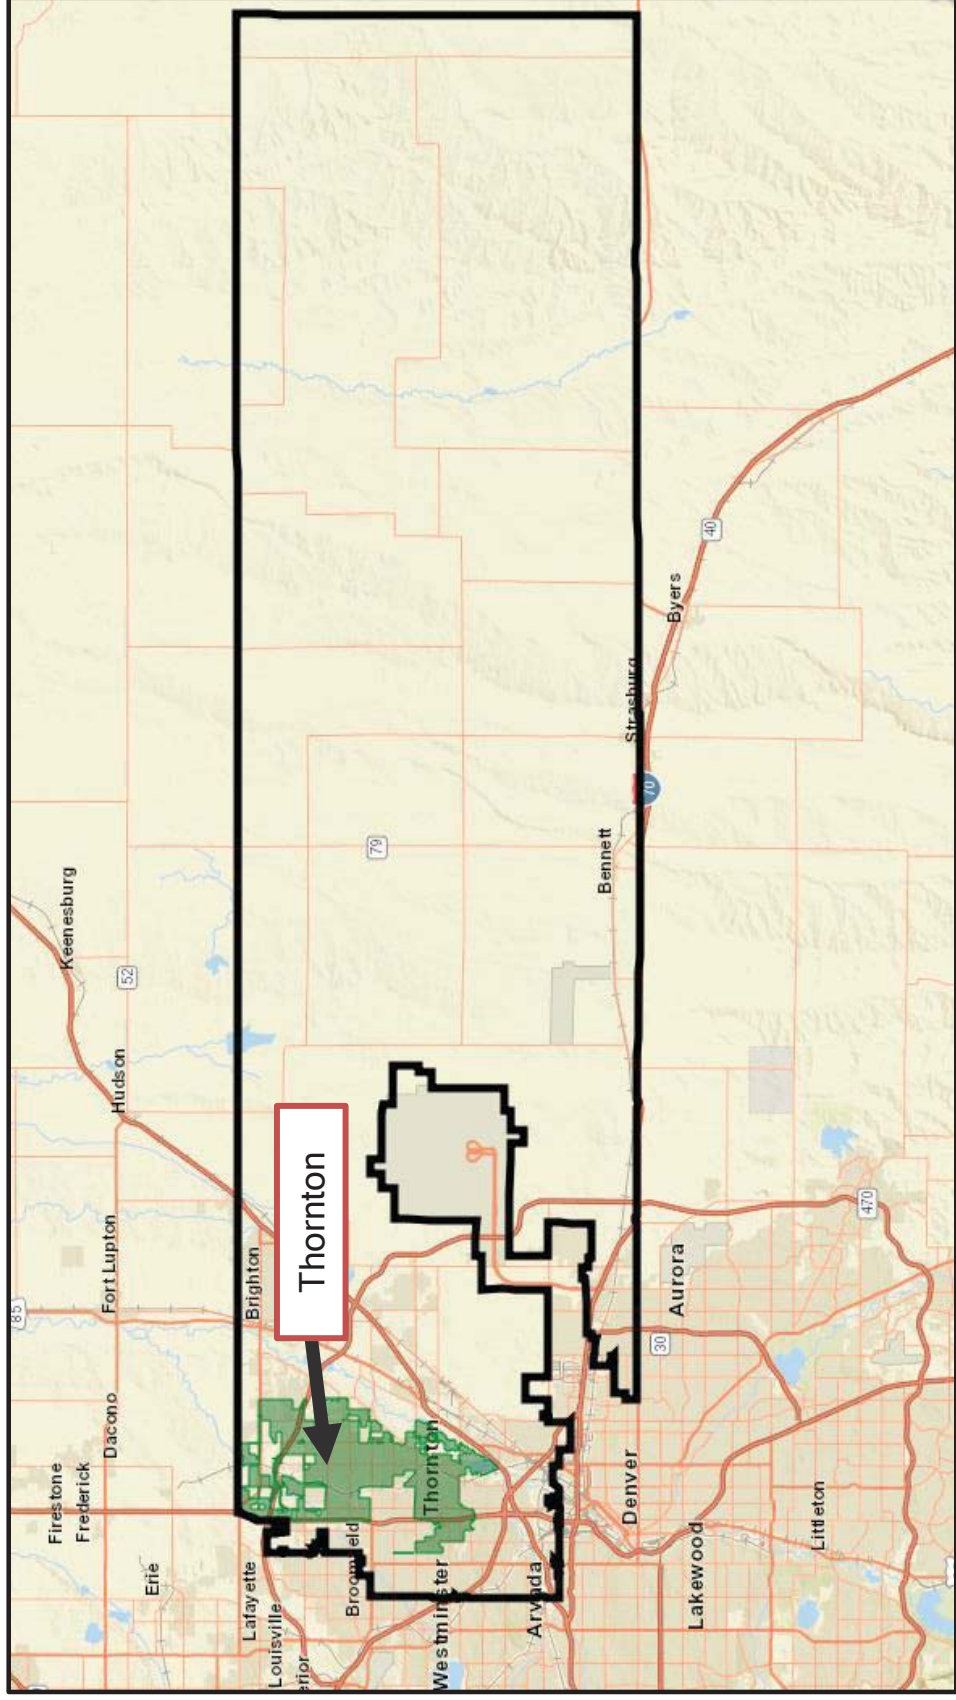 85
Firestone
Keenesburg
Frederick
Dacono
Fort Lupton
Hudson
52
Erie
Lafayette
Brighton
Louisville
erior
Thornton
Broomfield
79
Thornton
Westminster
Arvada
Bennett
Denver
Strasburg
70
30
Byers
Aurora
Lakewood
40
Littleton
470